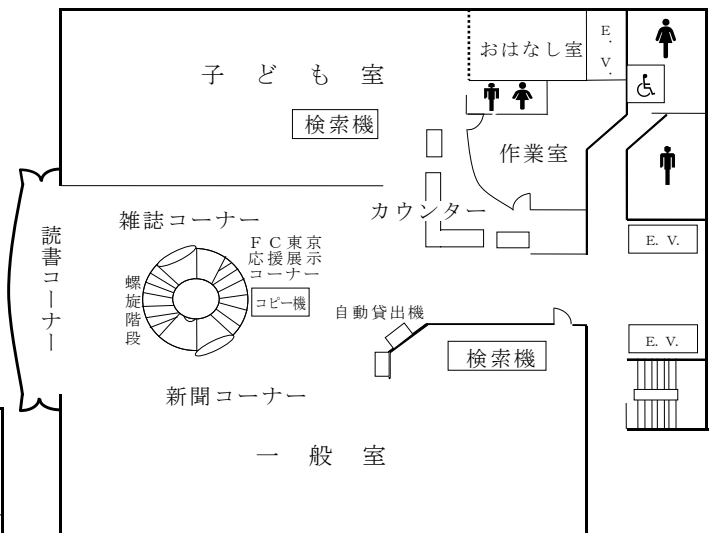 おはなし室
E.V.
子ども室
検索機
作業室
カウンター
雑誌コーナー
読書コーナー
FC東京
応援展示
コーナー
E. V.
螺旋階段
コピー機
自動貸出機
E. V.
検索機
新聞コーナー
一般室